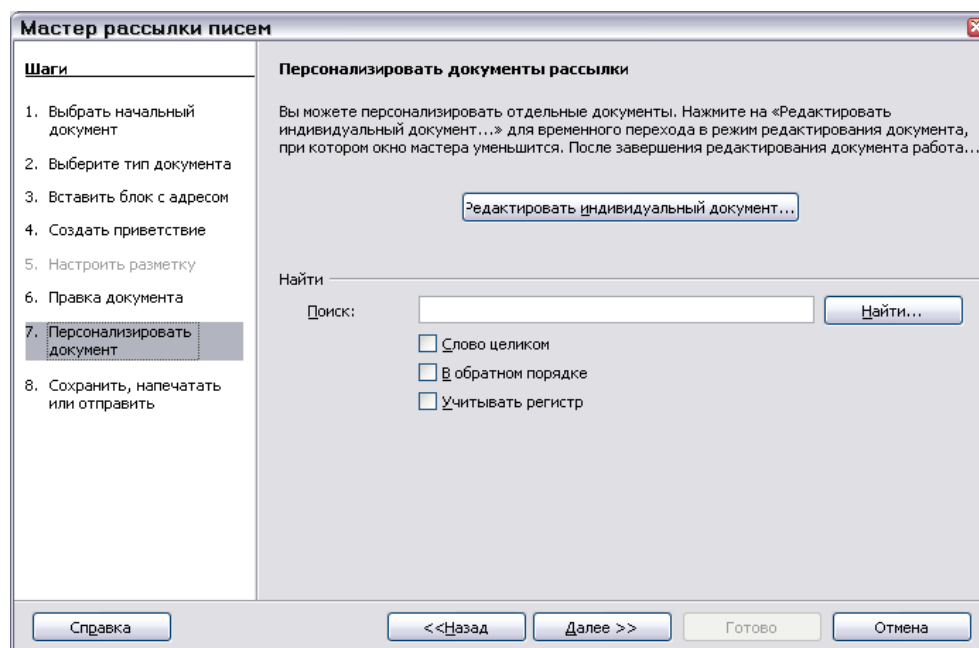 Мастер рассылки писем
Шаги
1. Выбрать начальный
документ
2. Выберите тип документа
3. Вставить блок с адресом
4. Создать приветствие
5. Настроить разметку
6. Правка документа
7. Персонализировать
документ
8. Сохранить, напечатать
или отправить
Персонализировать документы рассылки
Вы можете персонализировать отдельные документы. Нажмите на «Редактировать
индивидуальный документ...» для временного перехода в режим редактирования документа,
при котором окно мастера уменьшится. После завершения редактирования документа работа...
Редактировать индивидуальный документ...
Найти
Поиск:
Найти...
Слово целиком
В обратном порядке
Учитывать регистр
Справка
<<Назад
Далее >>
Готово
Отмена